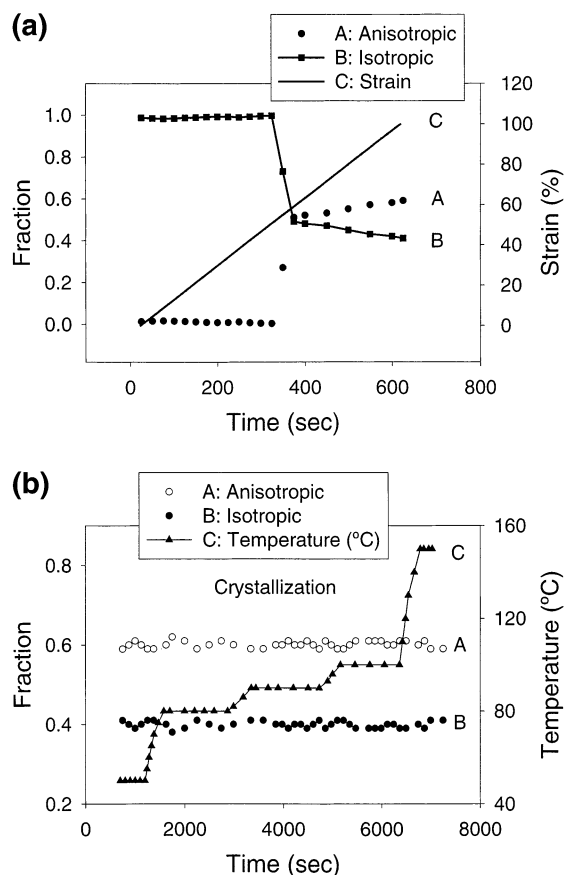 (a)
A: Anisotropic
B: Isotropic
C: Strain
1.0
0.8
0.6
0.4
0.2
0.0
Fraction
120
100
80
60
40
20
0
Strain (%)
C
A
B
0
200
400
600
800
Time (sec)
(b)
A: Anisotropic
B: Isotropic
C: Temperature (ºC)
Crystallization
0.8
0.6
0.4
0.2
Fraction
160
120
80
40
Temperature (ºC)
C
A
B
0
2000
4000
6000
8000
Time (sec)